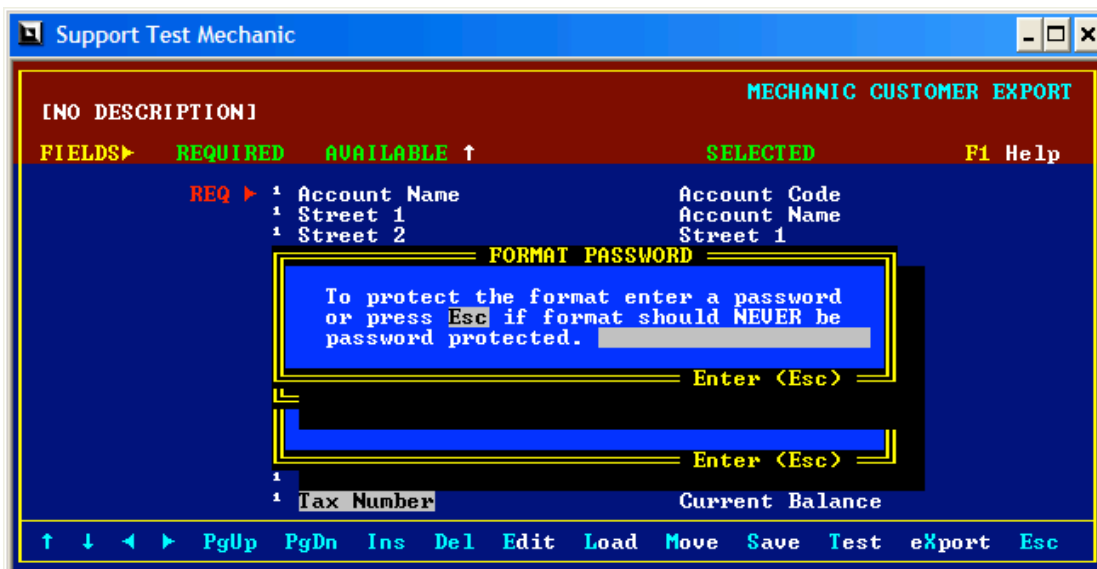 Support Test Mechanic
MECHANIC CUSTOMER EXPORT
[NO DESCRIPTION]
FIELDS► REQUIRED AVAILABLE ↑ SELECTED F1 Help
REQ ► ¹ Account Name Account Code
¹ Street 1 Account Name
¹ Street 2 Street 1
FORMAT PASSWORD
To protect the format enter a password
or press Esc if format should NEVER be
password protected.
Enter (Esc)
Enter (Esc)
¹
¹ Tax Number Current Balance
↑ ↓ ◄ ► PgUp PgDn Ins Del Edit Load Move Save Test eXport Esc